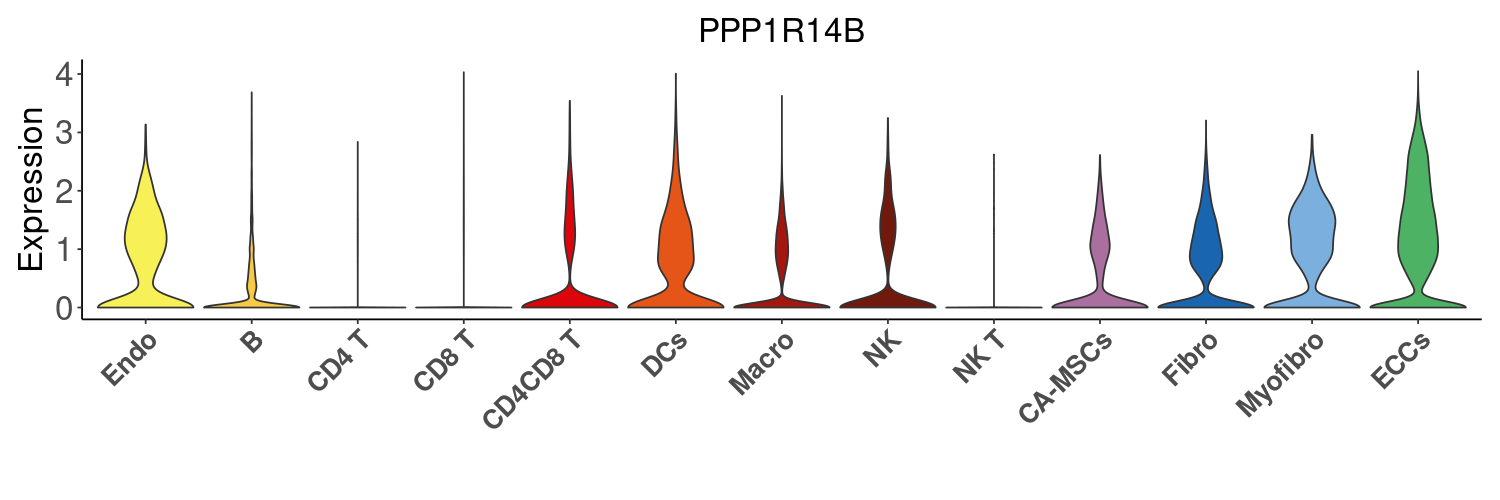 PPP1R14B
Expression
4
3
2
1
0
Endo
B
CD4 T
CD8 T
CD4CD8 T
DCs
Macro
NK
NK T
CA-MSCs
Fibro
Myofibro
ECCs